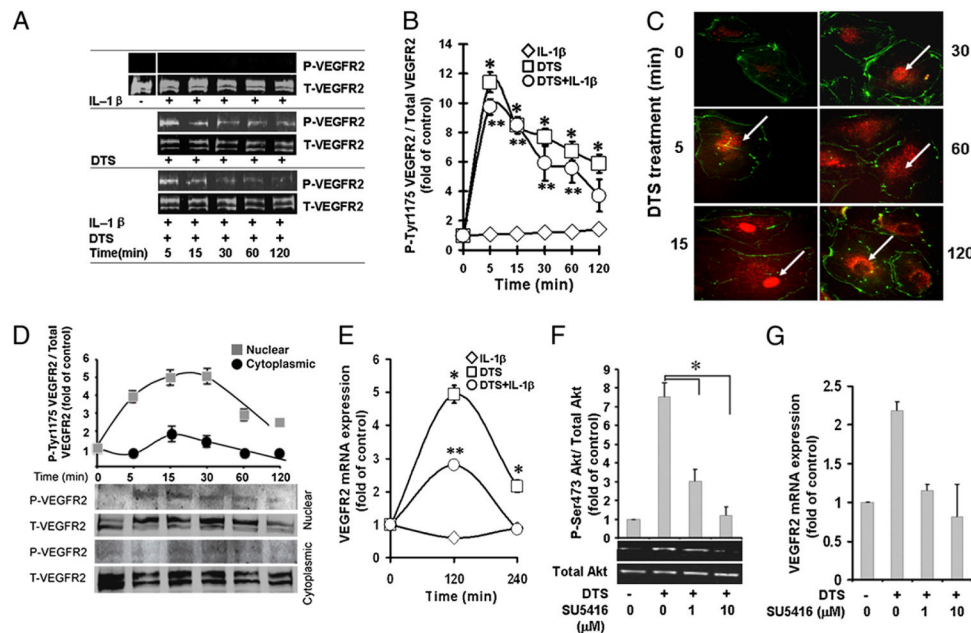 A
P-VEGFR2
T-VEGFR2
IL-1 β - + + + + +
P-VEGFR2
T-VEGFR2
DTS + + + + +
P-VEGFR2
T-VEGFR2
IL-1 β + + + + +
DTS + + + + +
Time(min) 5 15 30 60 120
B
P-Tyr1175 VEGFR2 / Total VEGFR2
(fold of control)
14
12
10
8
6
4
2
0
IL-1β
DTS
DTS+IL-1β
* * * * *
** ** ** **
0 5 15 30 60 120
Time (min)
C
DTS treatment (min)
0 30
5 60
15 120
D
P-Tyr1175 VEGFR2 / Total
VEGFR2 (fold of control)
6
5
4
3
2
1
Nuclear
Cytoplasmic
Time (min) 0 5 15 30 60 120
P-VEGFR2
T-VEGFR2
Nuclear
P-VEGFR2
T-VEGFR2
Cytoplasmic
E
VEGFR2 mRNA expression
(fold of control)
6
5
4
3
2
1
0
IL-1β
DTS
DTS+IL-1β
*
**
*
0 120 240
Time (min)
F
P-Ser473 Akt/ Total Akt
(fold of control)
9
8
7
6
5
4
3
2
1
0
*
Total Akt
DTS - + + +
SU5416 0 0 1 10
(μM)
G
VEGFR2 mRNA expression
(fold of control)
2.5
2
1.5
1
0.5
0
DTS - + + +
SU5416 (μM) 0 0 1 10